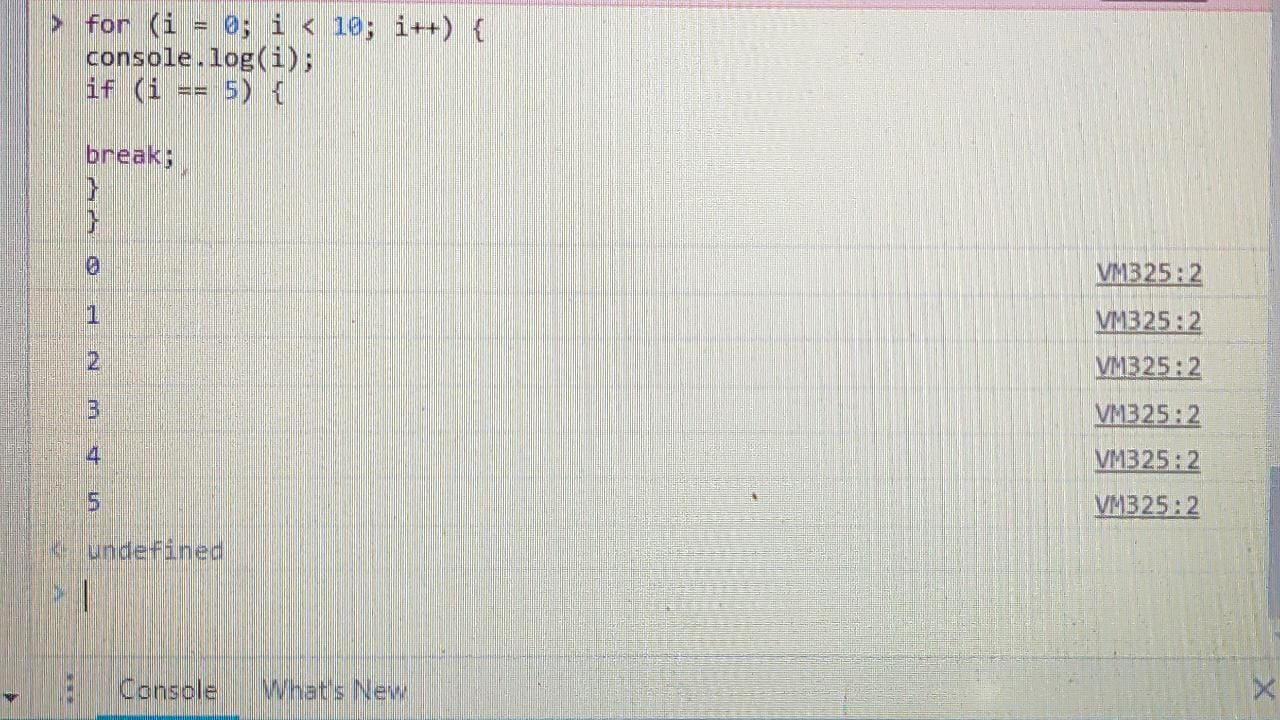 > for (i = 0; i < 10; i++) {
console.log(i);
if (i == 5) {
break;
}
}
0 VM325:2
1 VM325:2
2 VM325:2
3 VM325:2
4 VM325:2
5 VM325:2
< undefined
>
Console What's New